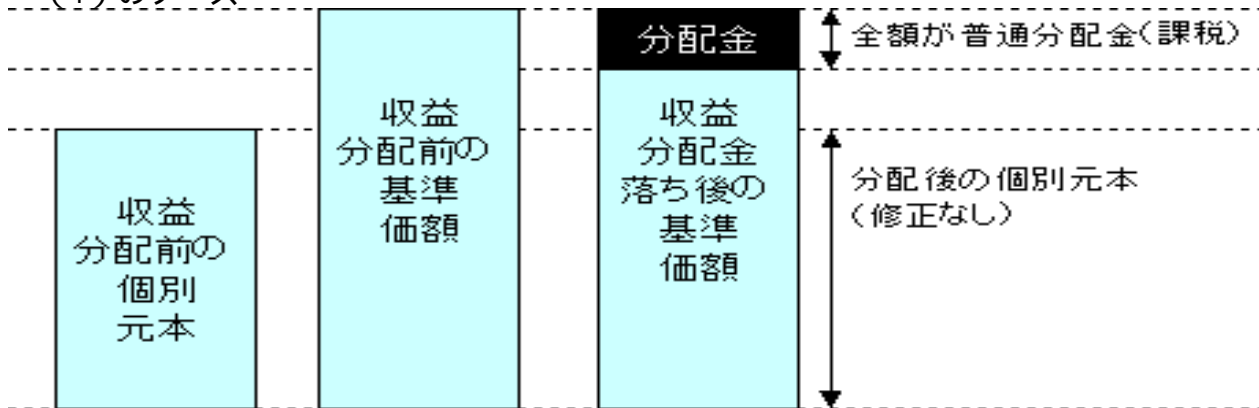 分配金
全額が普通分配金(課税)
収益
分配前の
基準
価額
収益
分配金
落ち後の
基準
価額
収益
分配前の
個別
元本
分配後の個別元本
(修正なし)